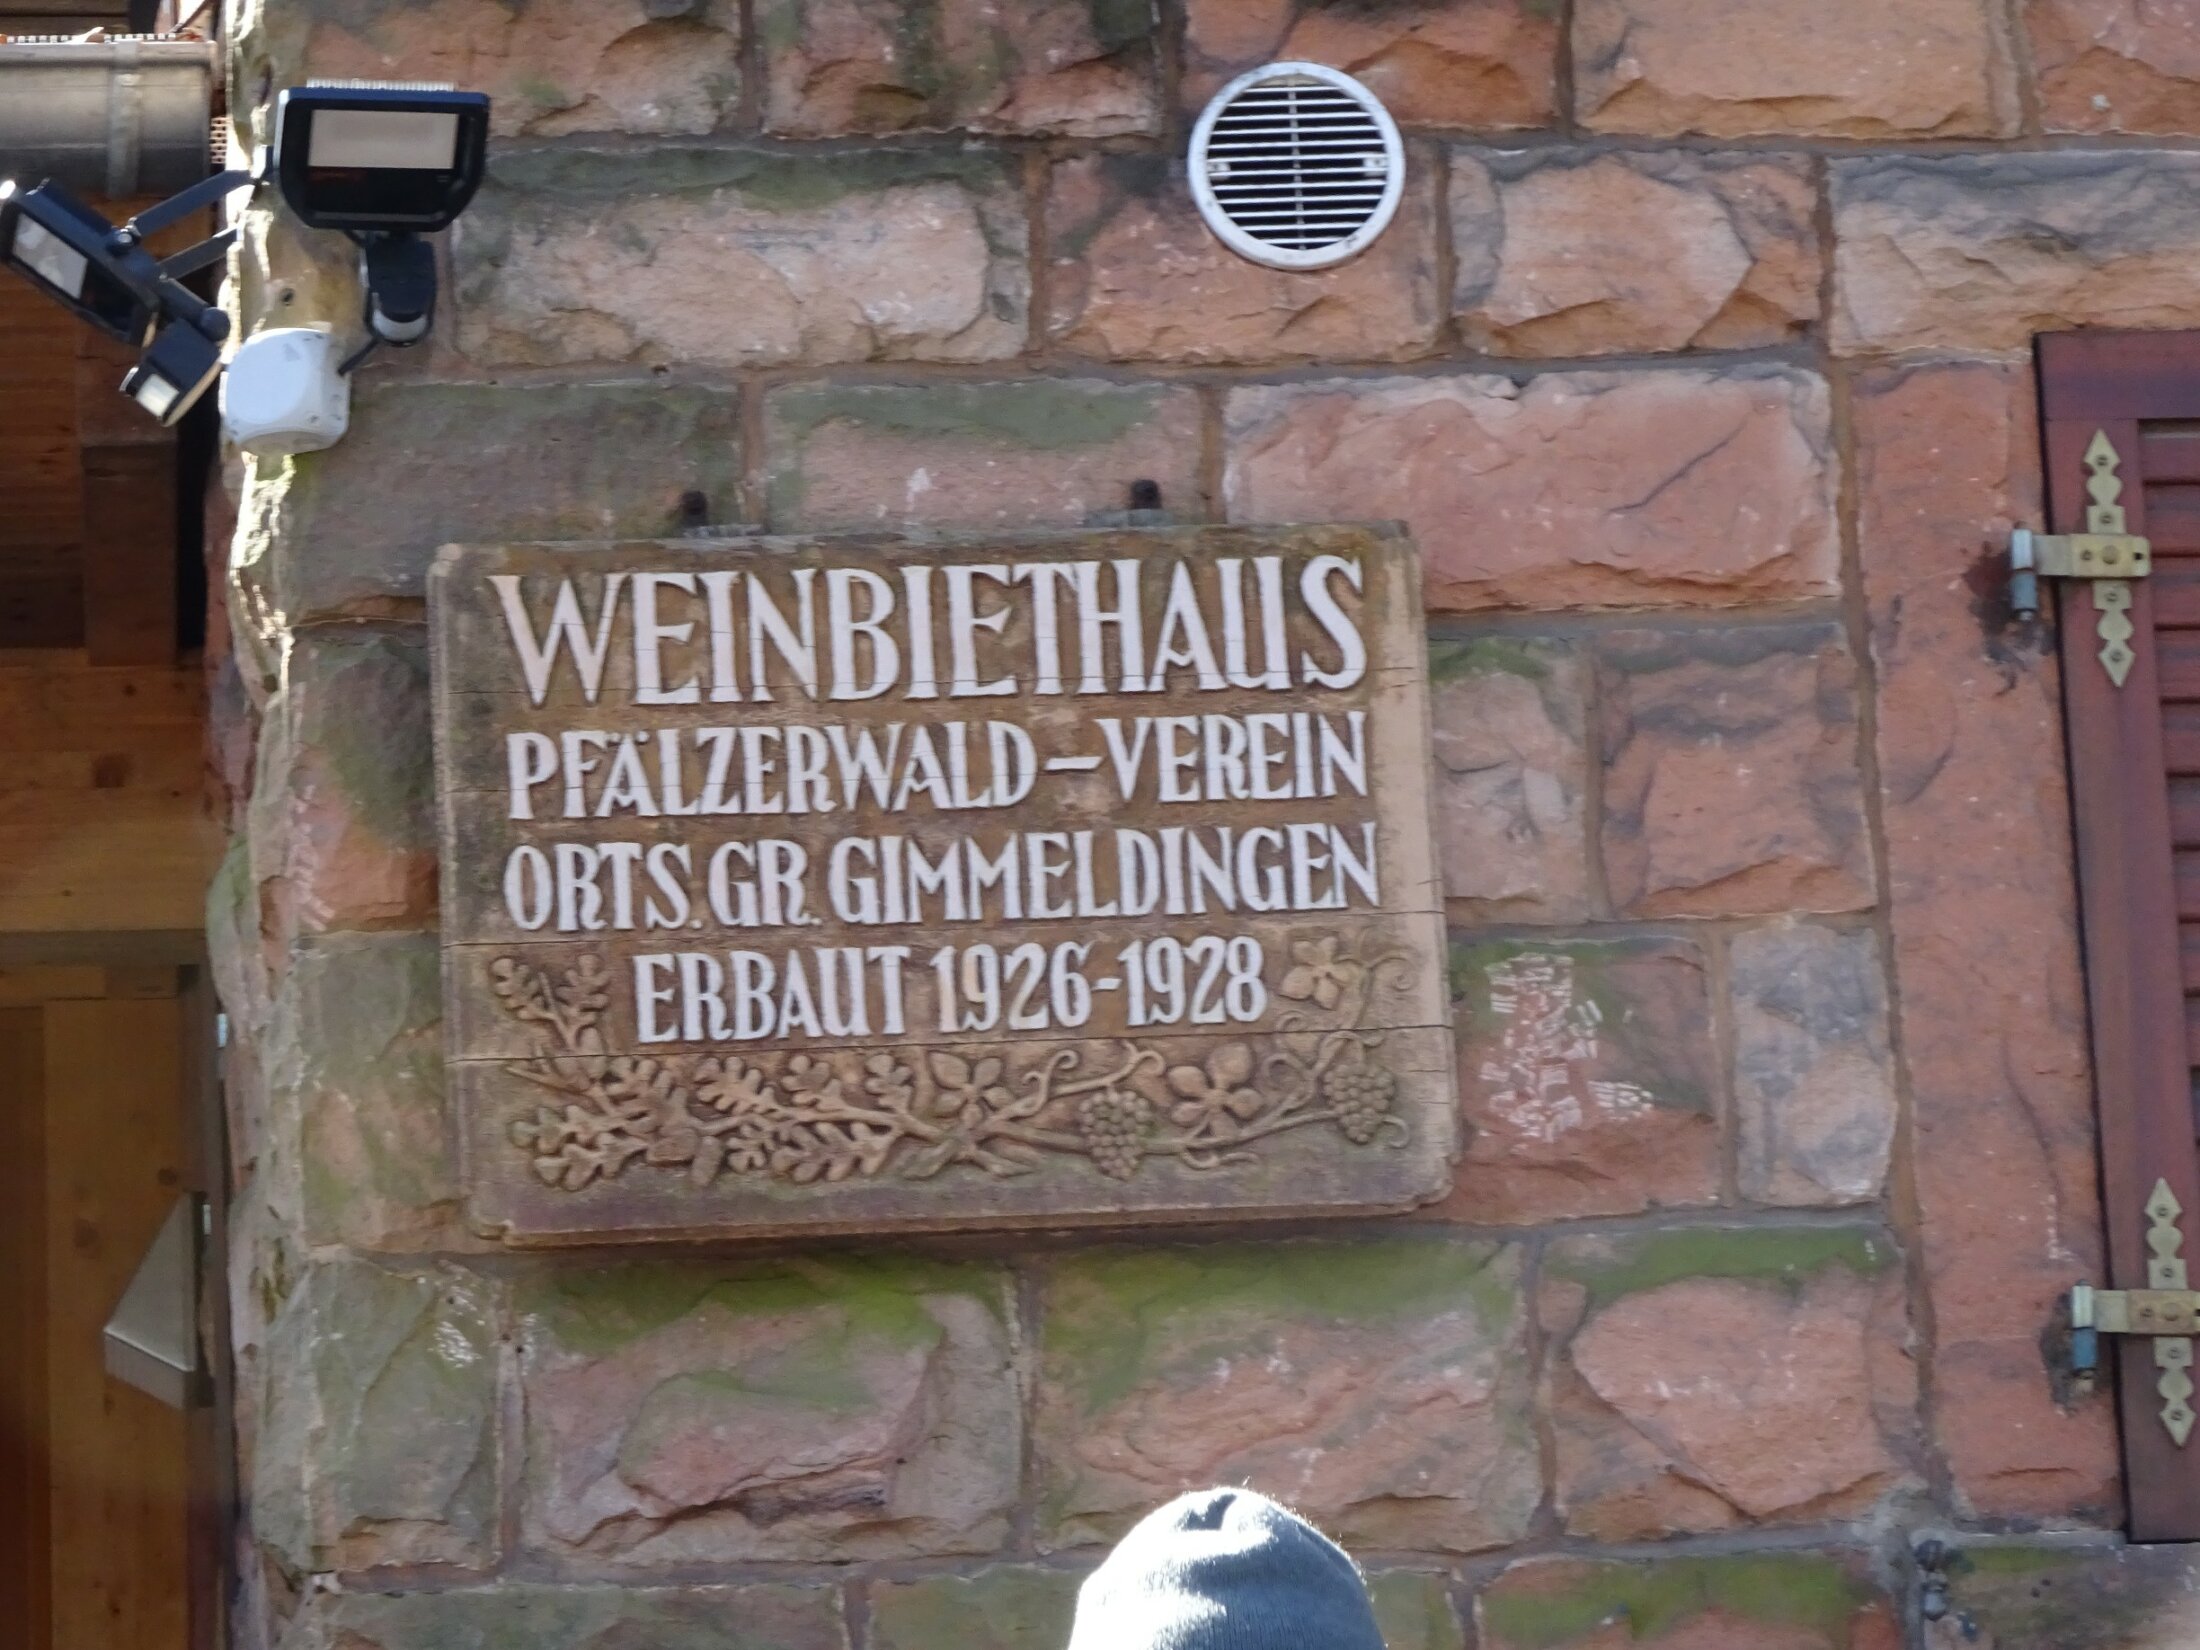 WEINBIETHAUS
PFÄLZERWALD-VEREIN
ORTS.GR.GIMMELDINGEN
ERBAUT 1926-1928